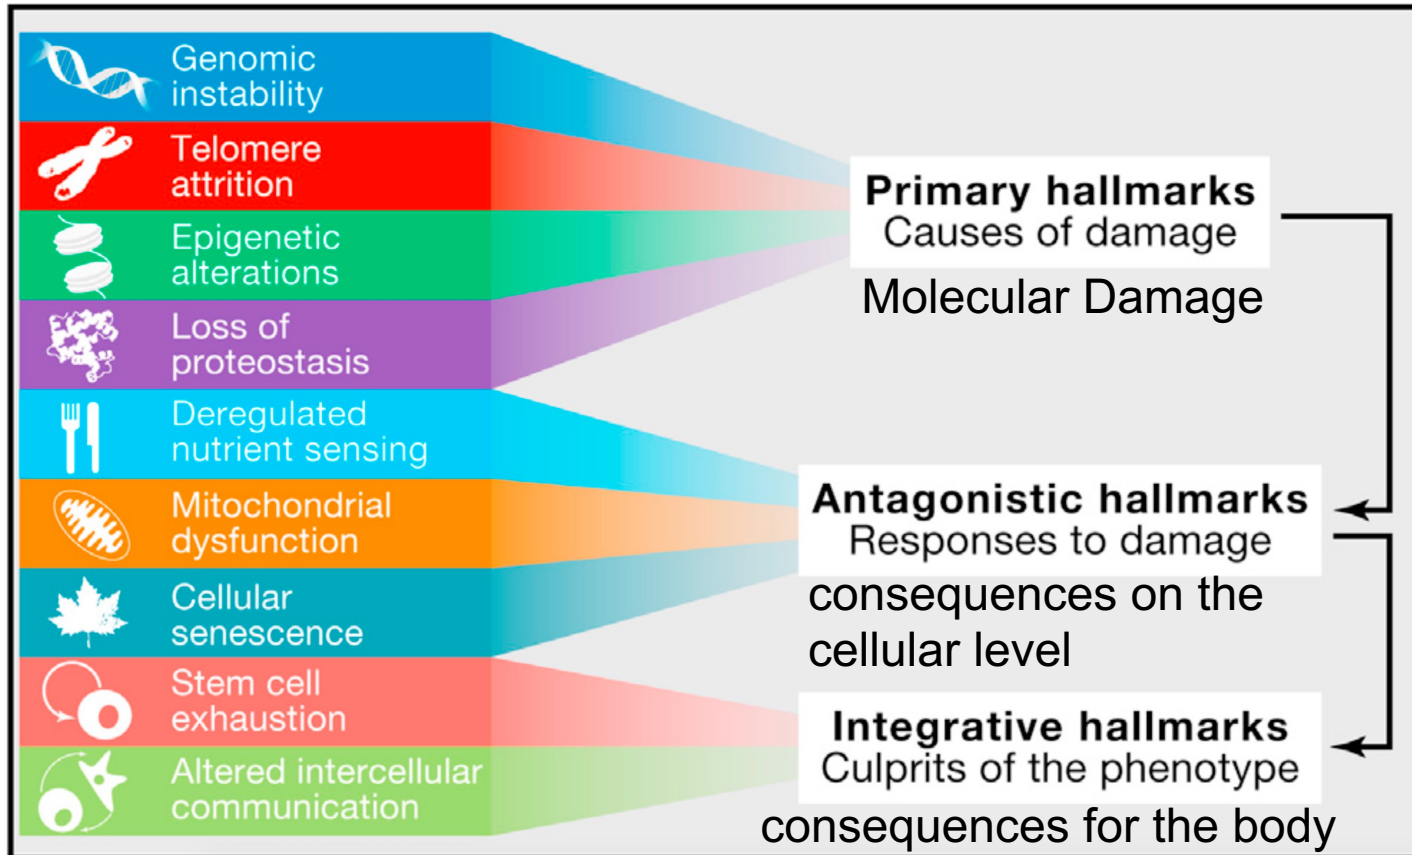 Genomic
instability
Telomere
attrition
Epigenetic
alterations
Loss of
proteostasis
Deregulated
nutrient sensing
Mitochondrial
dysfunction
Cellular
senescence
Stem cell
exhaustion
Altered intercellular
communication
Primary hallmarks
Causes of damage
Molecular Damage
Antagonistic hallmarks
Responses to damage
consequences on the
cellular level
Integrative hallmarks
Culprits of the phenotype
consequences for the body